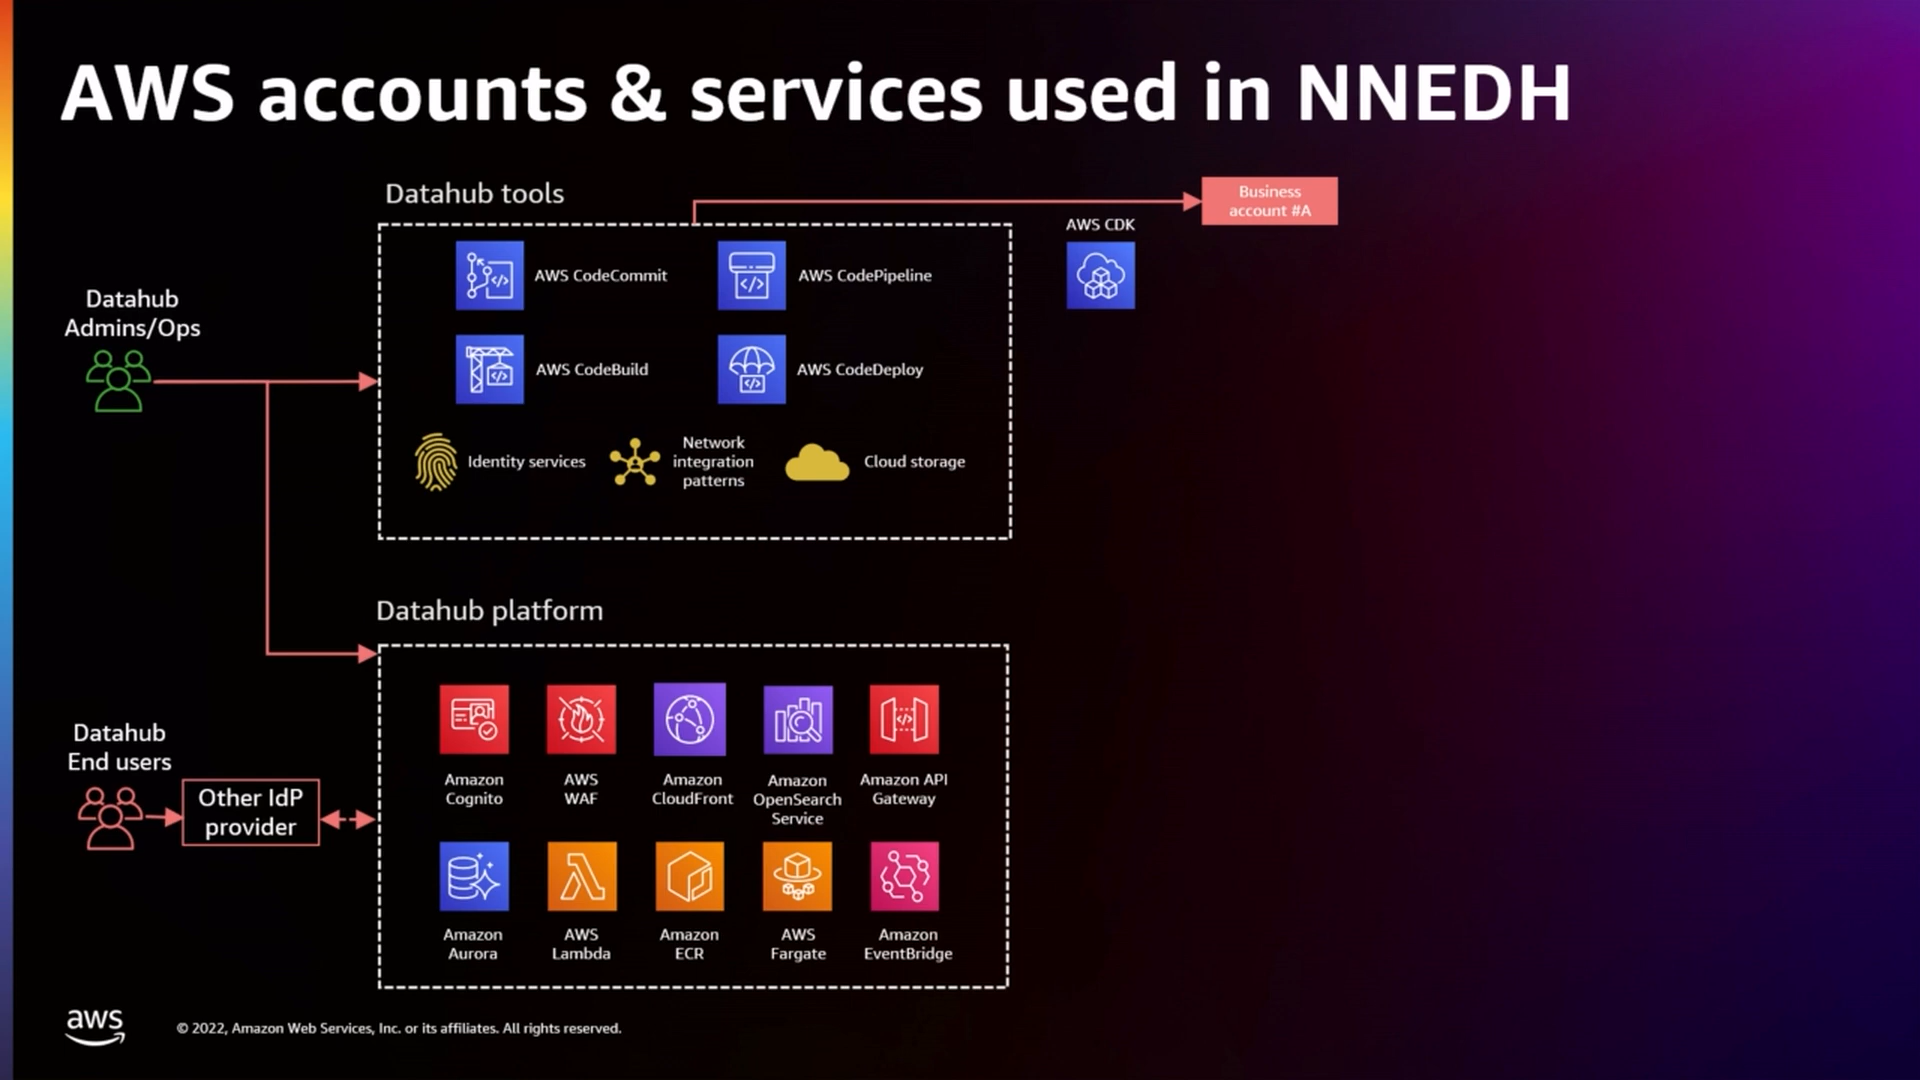 AWS accounts & services used in NNEDH
Datahub tools
Business
account #A
AWS CDK
AWS CodeCommit
AWS CodePipeline
Datahub
Admins/Ops
AWS CodeBuild
AWS CodeDeploy
Identity services
Network
integration
patterns
Cloud storage
Datahub platform
Datahub
End users
Other IdP
provider
Amazon
Cognito
AWS
WAF
Amazon
CloudFront
Amazon
OpenSearch
Service
Amazon API
Gateway
Amazon
Aurora
AWS
Lambda
Amazon
ECR
AWS
Fargate
Amazon
EventBridge
aws
© 2022, Amazon Web Services, Inc. or its affiliates. All rights reserved.